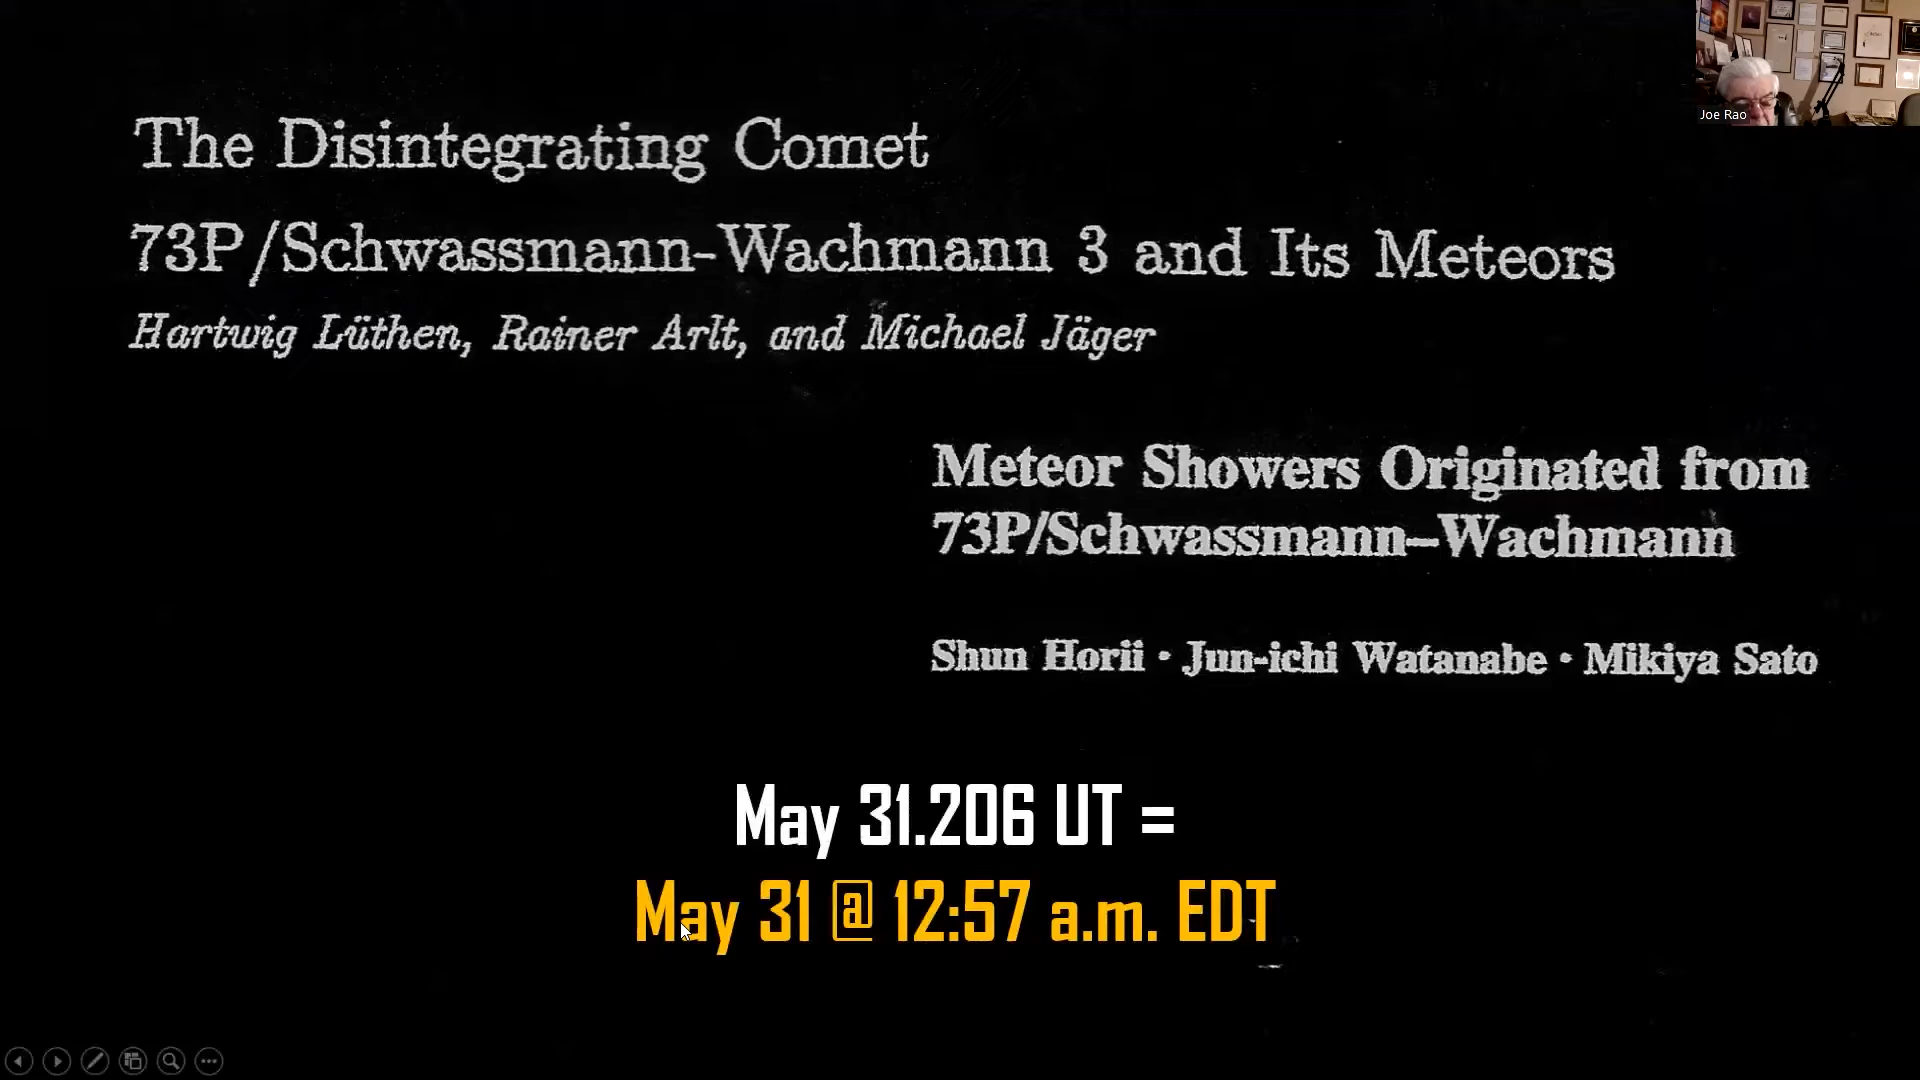 Joe Rao
The Disintegrating Comet
73P/Schwassmann-Wachmann 3 and Its Meteors
Hartwig Lüthen, Rainer Arlt, and Michael Jäger
Meteor Showers Originated from
73P/Schwassmann–Wachmann
Shun Horii • Jun-ichi Watanabe • Mikiya Sato
May 31.206 UT =
May 31 @ 12:57 a.m. EDT